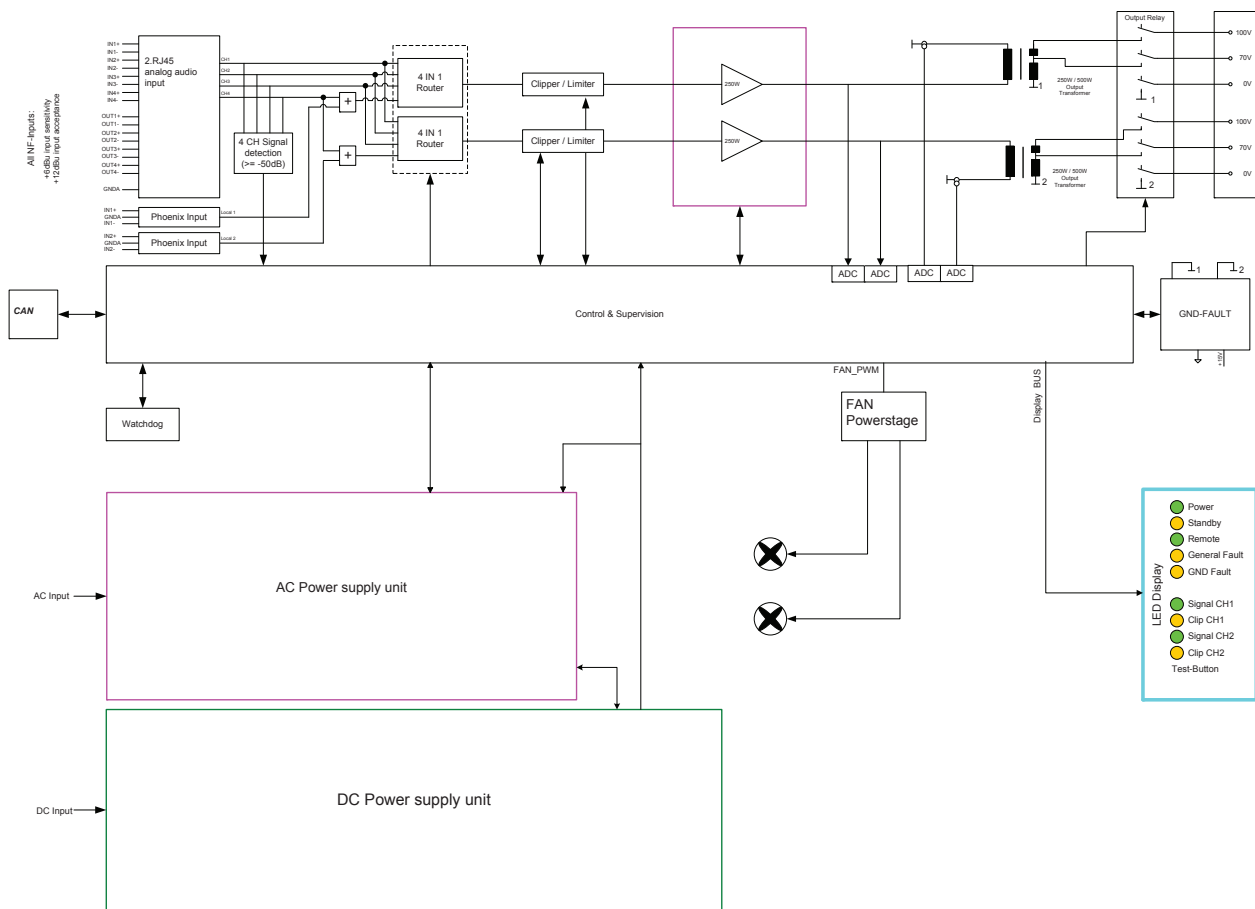 All NF-Inputs:
+6dBu input sensitivity
+12dBu input acceptance
IN1+
IN1-
IN2+
IN2-
IN3+
IN3-
IN4+
IN4-
OUT1+
OUT1-
OUT2+
OUT2-
OUT3+
OUT3-
OUT4+
OUT4-
GNDA
2.RJ45
analog audio
input
CH1
CH2
CH3
CH4
4 CH Signal
detection
(>= -50dB)
IN1+
GNDA
IN1-
Phoenix Input
Local 1
IN2+
GNDA
IN2-
Phoenix Input
Local 2
+
+
4 IN 1
Router
4 IN 1
Router
Clipper / Limiter
Clipper / Limiter
250W
250W
1
250W / 500W
Output
Transformer
2
250W / 500W
Output
Transformer
Output Relay
1
2
100V
70V
0V
100V
70V
0V
CAN
Control & Supervision
ADC
ADC
ADC
ADC
1
2
GND-FAULT
+15V
Watchdog
FAN_PWM
FAN
Powerstage
Display BUS
AC Input
AC Power supply unit
DC Input
DC Power supply unit
LED Display
Power
Standby
Remote
General Fault
GND Fault
Signal CH1
Clip CH1
Signal CH2
Clip CH2
Test-Button